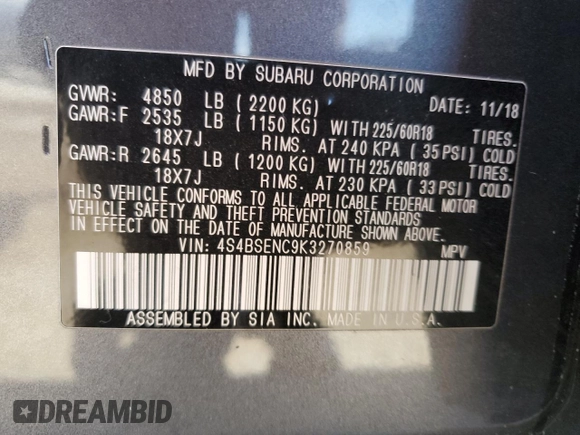 MFD BY SUBARU CORPORATION
GVWR: 4850 LB ( 2200 KG) DATE: 11/18
GAWR:F 2535 LB ( 1150 KG) WITH 225/60R18 TIRES.
18X7J RIMS. AT 240 KPA ( 35 PSI) COLD
GAWR:R 2645 LB ( 1200 KG) WITH 225/60R18 TIRES.
18X7J RIMS. AT 230 KPA ( 33 PSI) COLD
THIS VEHICLE CONFORMS TO ALL APPLICABLE FEDERAL MOTOR
VEHICLE SAFETY AND THEFT PREVENTION STANDARDS
IN EFFECT ON THE DATE OF MANUFACTURE SHOWN ABOVE.
VIN: 4S4BSENC9K3270859 MPV
ASSEMBLED BY SIA INC. MADE IN U.S.A.
DREAMBID